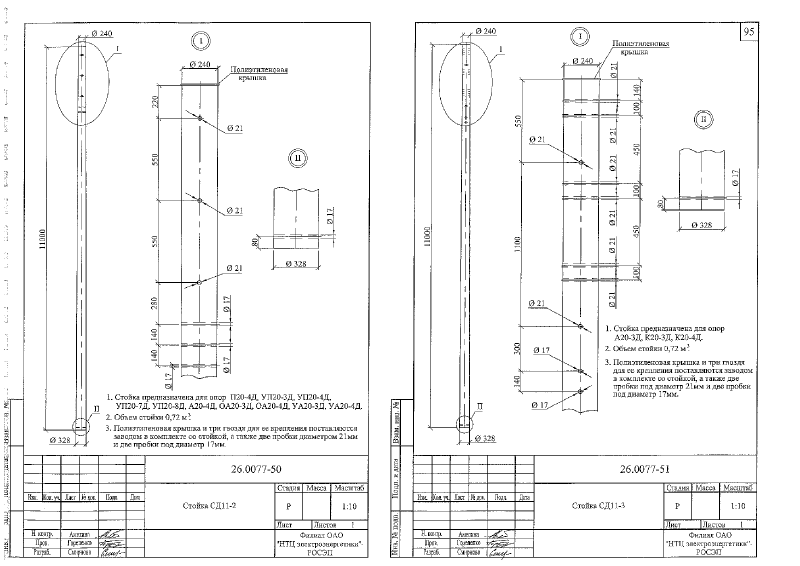 Ø 240
I
11000
II
Ø 328
I
Ø 240
Полиэтиленовая
крышка
220
Ø 21
550
Ø 21
550
Ø 21
280
Ø 17
140
140
Ø 17
II
Ø 17
80
Ø 328
1. Стойка предназначена для опор П20-4Д, УП20-3Д, УП20-4Д,
УП20-7Д, УП20-8Д, А20-4Д, ОА20-3Д, ОА20-4Д, УА20-3Д, УА20-4Д.
2. Объем стойки 0,72 м³.
3. Полиэтиленовая крышка и три гвоздя для ее крепления поставляются
заводом в комплекте со стойкой, а также две пробки диаметром 21мм
и две пробки под диаметр 17мм.
26.0077-50
Изм. Кол.уч. Лист № док. Подп. Дата
Стойка СД11-2
Стадия Масса Масштаб
Р 1:10
Лист Листов 1
Н. контр.
Пров. Гореленко
Разраб. Смирнова
Филиал ОАО
"НТЦ электроэнергетики"-
РОСЭП
95
Ø 240
I
11000
II
Ø 328
I
Полиэтиленовая
крышка
Ø 240
Ø 21
140
100
550
Ø 21
Ø 21
450
Ø 21
100
Ø 21
1100
450
Ø 21
100
Ø 21
Ø 21
300
Ø 17
140
Ø 21
II
Ø 17
80
Ø 328
1. Стойка предназначена для опор
А20-3Д, К20-3Д, К20-4Д.
2. Объем стойки 0,72 м³.
3. Полиэтиленовая крышка и три гвоздя
для ее крепления поставляются заводом
в комплекте со стойкой, а также две
пробки под диаметр 21мм и две пробки
под диаметр 17мм.
Взам. инв. №
Подп. и дата
Инв. № подл.
26.0077-51
Изм. Кол.уч. Лист № док. Подп. Дата
Стойка СД11-3
Стадия Масса Масштаб
Р 1:10
Лист Листов 1
Н. контр.
Пров. Гореленко
Разраб. Смирнова
Филиал ОАО
"НТЦ электроэнергетики"-
РОСЭП